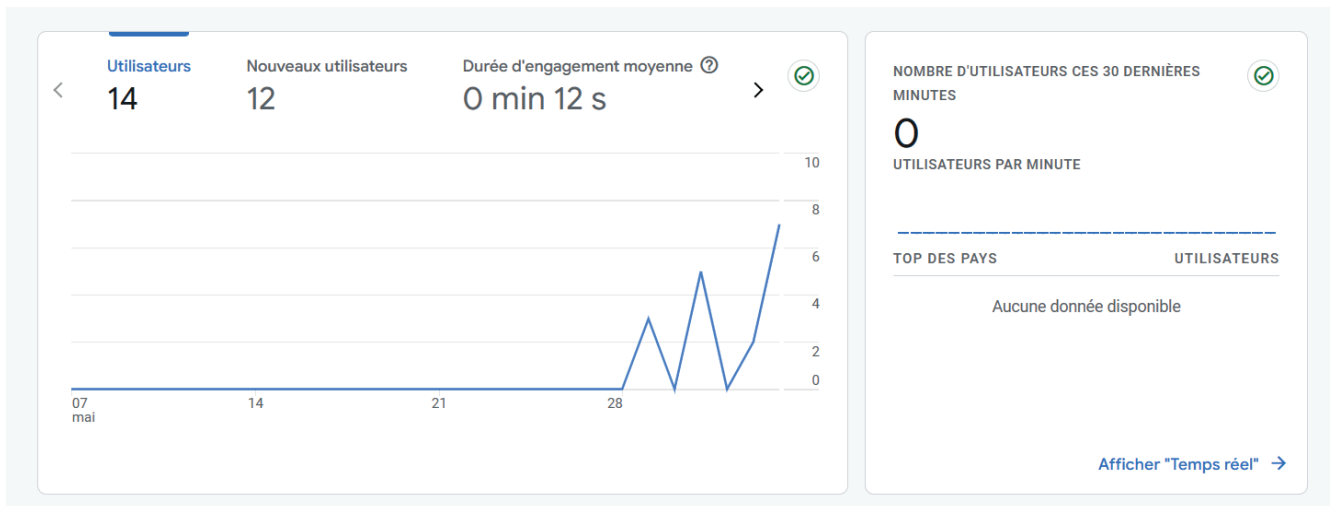 Utilisateurs
14
Nouveaux utilisateurs
12
Durée d'engagement moyenne
0 min 12 s
10
8
6
4
2
0
07
mai
14
21
28
NOMBRE D'UTILISATEURS CES 30 DERNIÈRES
MINUTES
0
UTILISATEURS PAR MINUTE
TOP DES PAYS
UTILISATEURS
Aucune donnée disponible
Afficher "Temps réel"